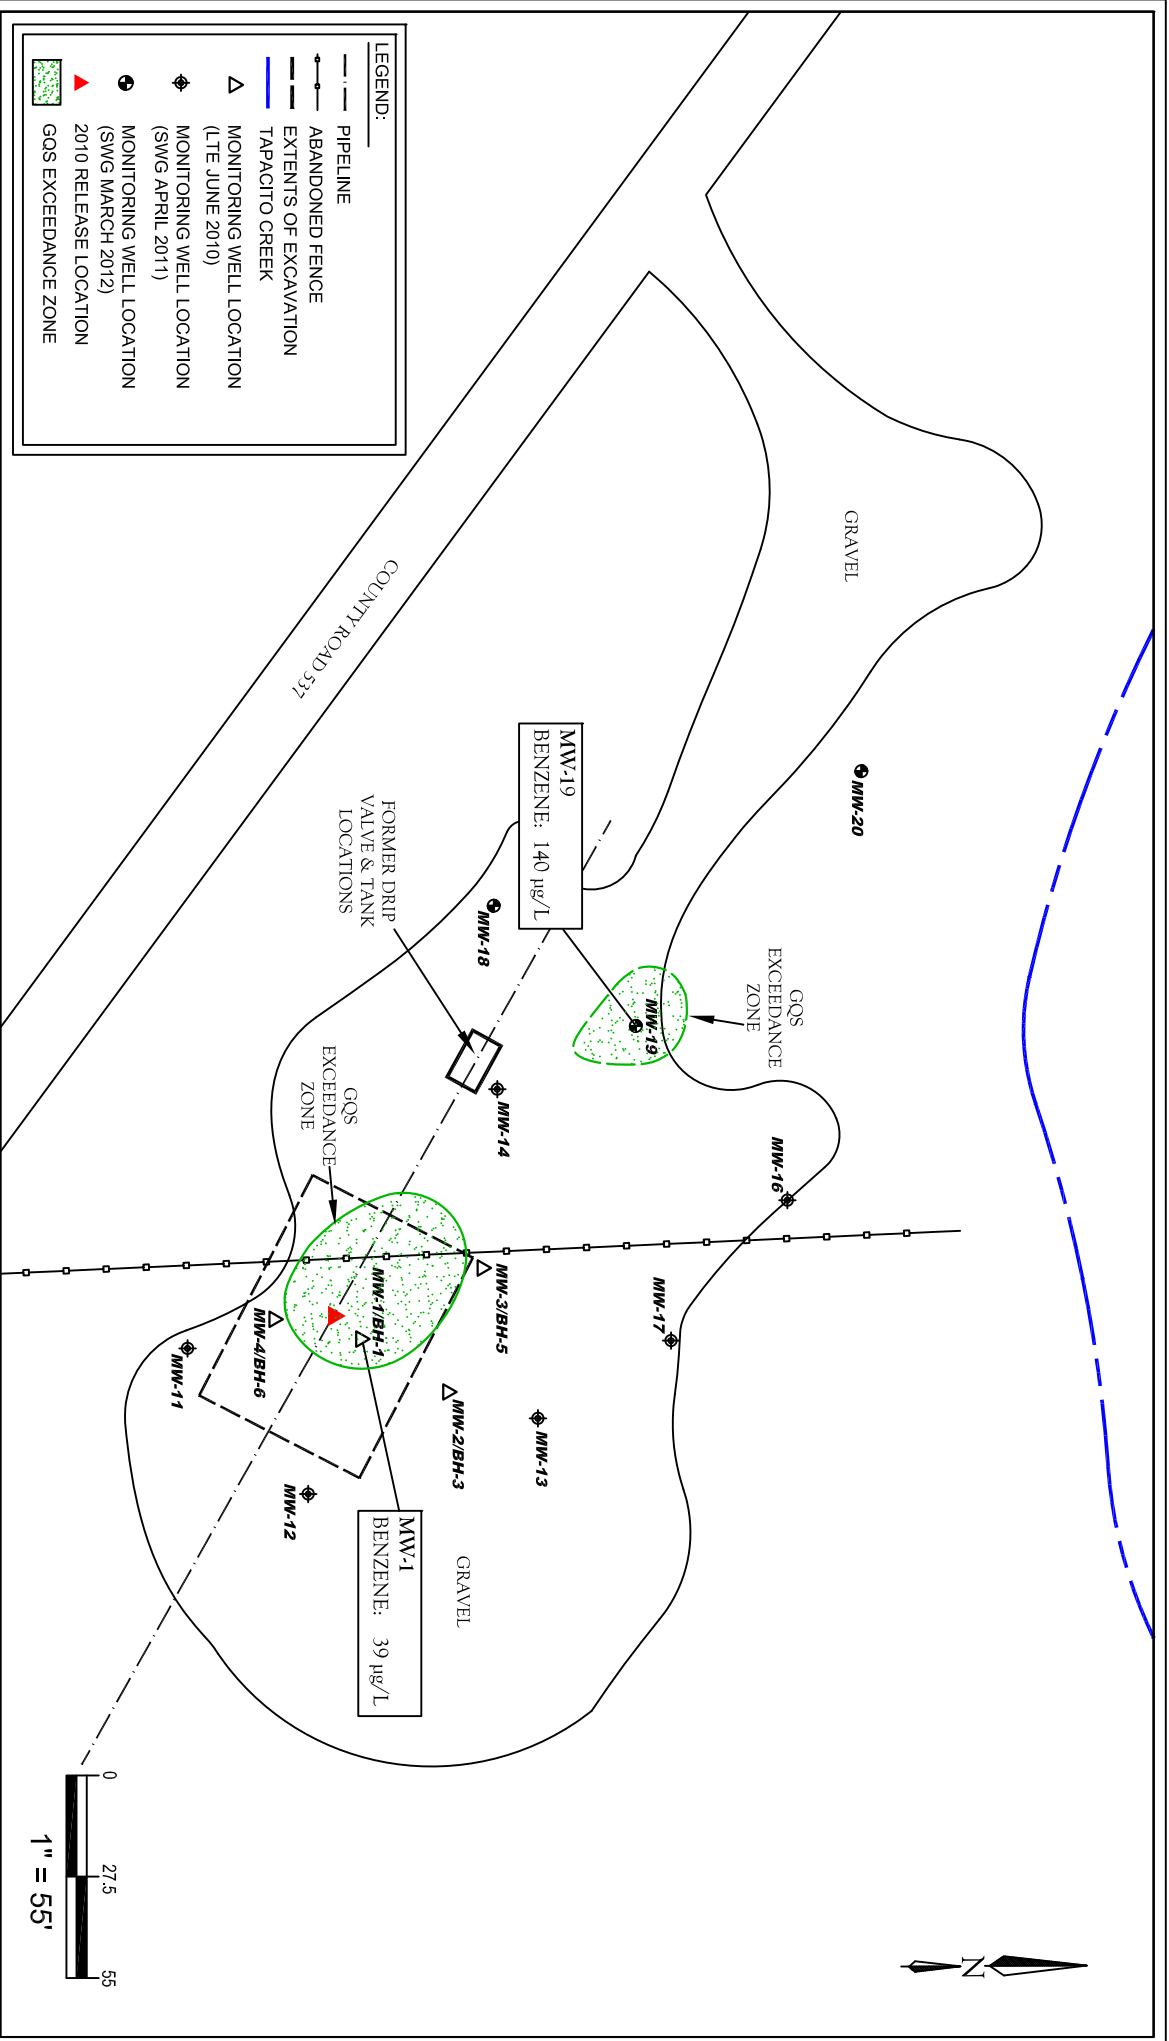 MW-20
GRAVEL
GQS
EXCEEDANCE
ZONE
MW-16
N
MW-19
BENZENE: 140 µg/L
MW-19
MW-17
MW-18
MW-14
MW-3/BH-5
MW-13
FORMER DRIP
VALVE & TANK
LOCATIONS
COUNTY ROAD 537
GQS
EXCEEDANCE
ZONE
MW-1/BH-1
MW-2/BH-3
GRAVEL
MW-1
BENZENE: 39 µg/L
MW-4/BH-6
MW-12
MW-11
LEGEND:
PIPELINE
ABANDONED FENCE
EXTENTS OF EXCAVATION
TAPACITO CREEK
MONITORING WELL LOCATION
(LTE JUNE 2010)
MONITORING WELL LOCATION
(SWG APRIL 2011)
MONITORING WELL LOCATION
(SWG MARCH 2012)
2010 RELEASE LOCATION
GQS EXCEEDANCE ZONE
0 27.5 55
1" = 55'